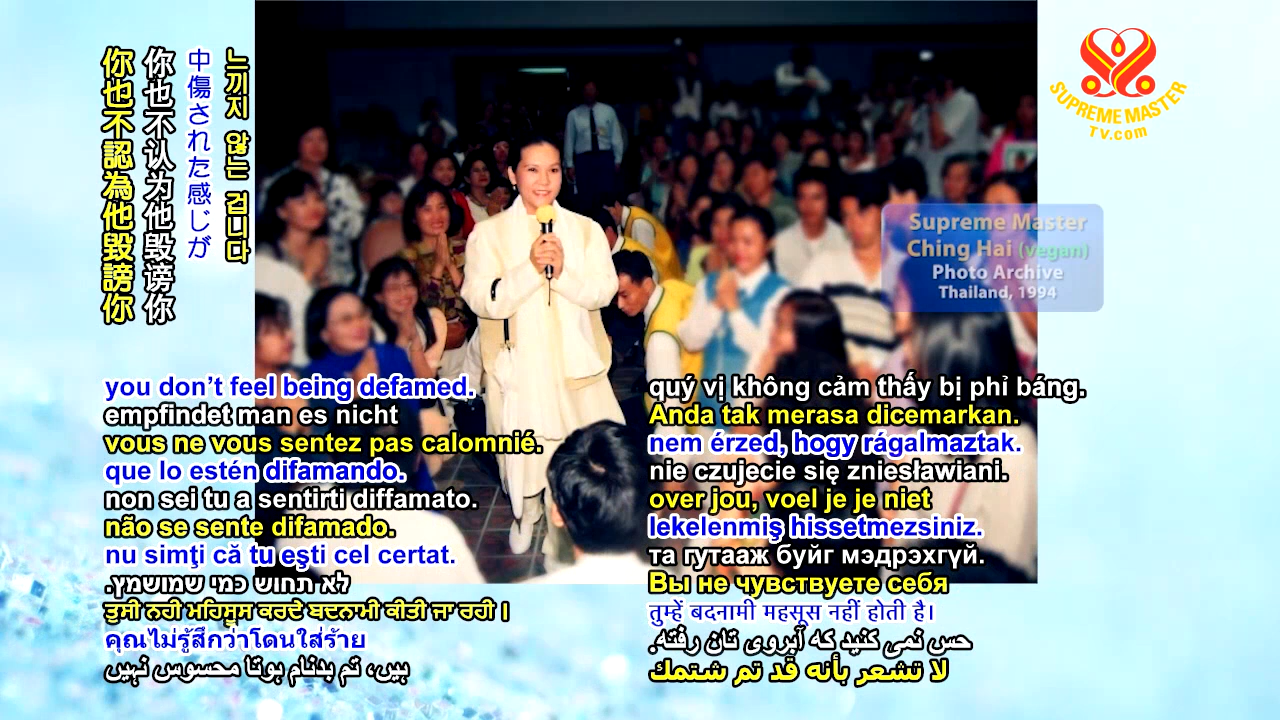 你也不認為他毀謗你
你也不认为他毁谤你
中傷された感じが
느끼지 않는 겁니다
SUPREME MASTER
TV.com
Supreme Master
Ching Hai (vegan)
Photo Archive
Thailand, 1994
you don’t feel being defamed.
empfindet man es nicht
vous ne vous sentez pas calomnié.
que lo estén difamando.
non sei tu a sentirti diffamato.
não se sente difamado.
nu simţi că tu eşti cel certat.
לא תחוש כמי שמושמץ.
ਤੁਸੀ ਨਹੀ ਮਹਿਸੂਸ ਕਰਦੇ ਬਦਨਾਮੀ ਕੀਤੀ ਜਾ ਰਹੀ |
คุณไม่รู้สึกว่าโดนใส่ร้าย
ہیں، تم بدنام ہوتا محسوس نہیں
quý vị không cảm thấy bị phỉ báng.
Anda tak merasa dicemarkan.
nem érzed, hogy rágalmaztak.
nie czujecie się zniesławiani.
over jou, voel je je niet
lekelenmiş hissetmezsiniz.
та гутааж буйг мэдрэхгүй.
Вы не чувствуете себя
तुम्हें बदनामी महसूस नहीं होती है।
حس نمی کنید که آبروی تان رفته.
لا تشعر بأنه قد تم شتمك